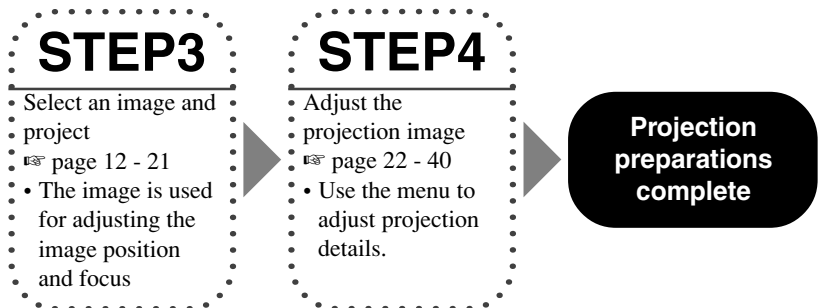 STEP3
Select an image and
project
☞ page 12 - 21
• The image is used
for adjusting the
image position
and focus
STEP4
Adjust the
projection image
☞ page 22 - 40
• Use the menu to
adjust projection
details.
Projection
preparations
complete